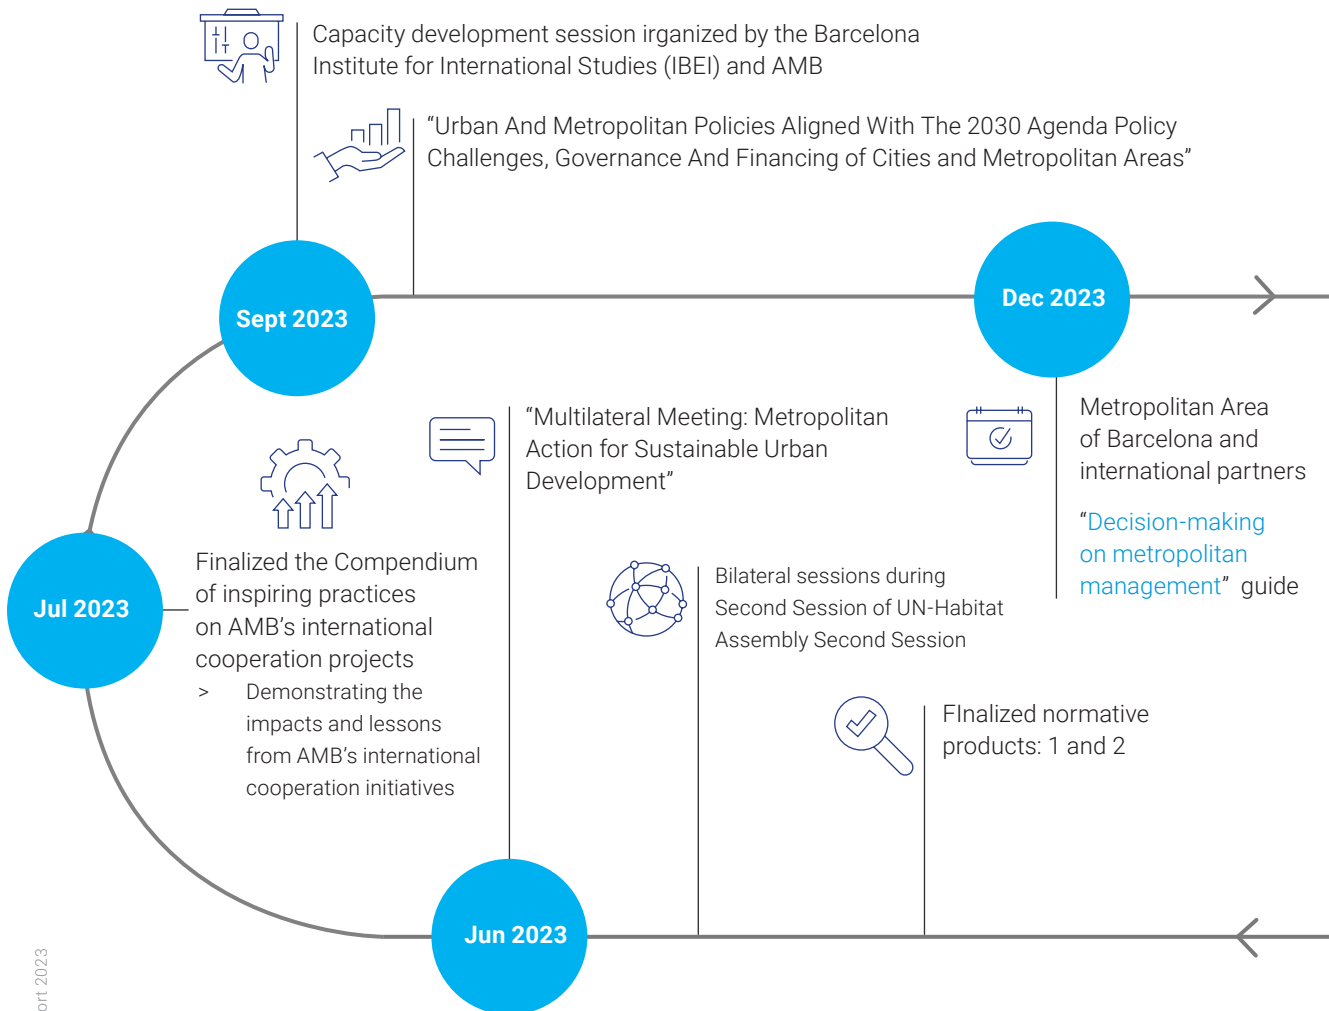 Capacity development session irganized by the Barcelona
Institute for International Studies (IBEI) and AMB
“Urban And Metropolitan Policies Aligned With The 2030 Agenda Policy
Challenges, Governance And Financing of Cities and Metropolitan Areas”
Sept 2023
Dec 2023
Metropolitan Area
of Barcelona and
international partners
“Decision-making
on metropolitan
management” guide
“Multilateral Meeting: Metropolitan
Action for Sustainable Urban
Development”
Jul 2023
Finalized the Compendium
of inspiring practices
on AMB’s international
cooperation projects
> Demonstrating the
impacts and lessons
from AMB’s international
cooperation initiatives
Bilateral sessions during
Second Session of UN-Habitat
Assembly Second Session
FInalized normative
products: 1 and 2
Jun 2023
ort 2023